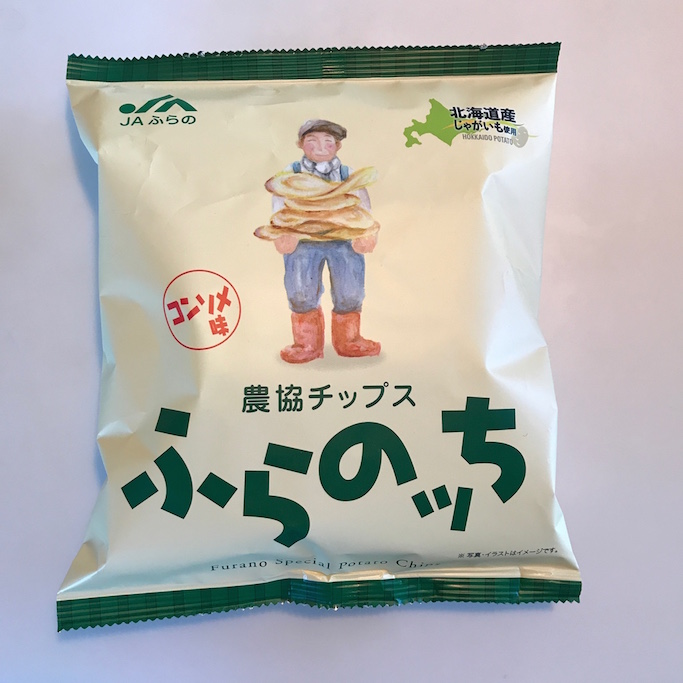 JAふらの
北海道産
じゃがいも使用
HOKKAIDO POTATO
コンソメ
味
農協チップス
ふらのッち
※写真・イラストはイメージです。
Furano Special Potato Chips